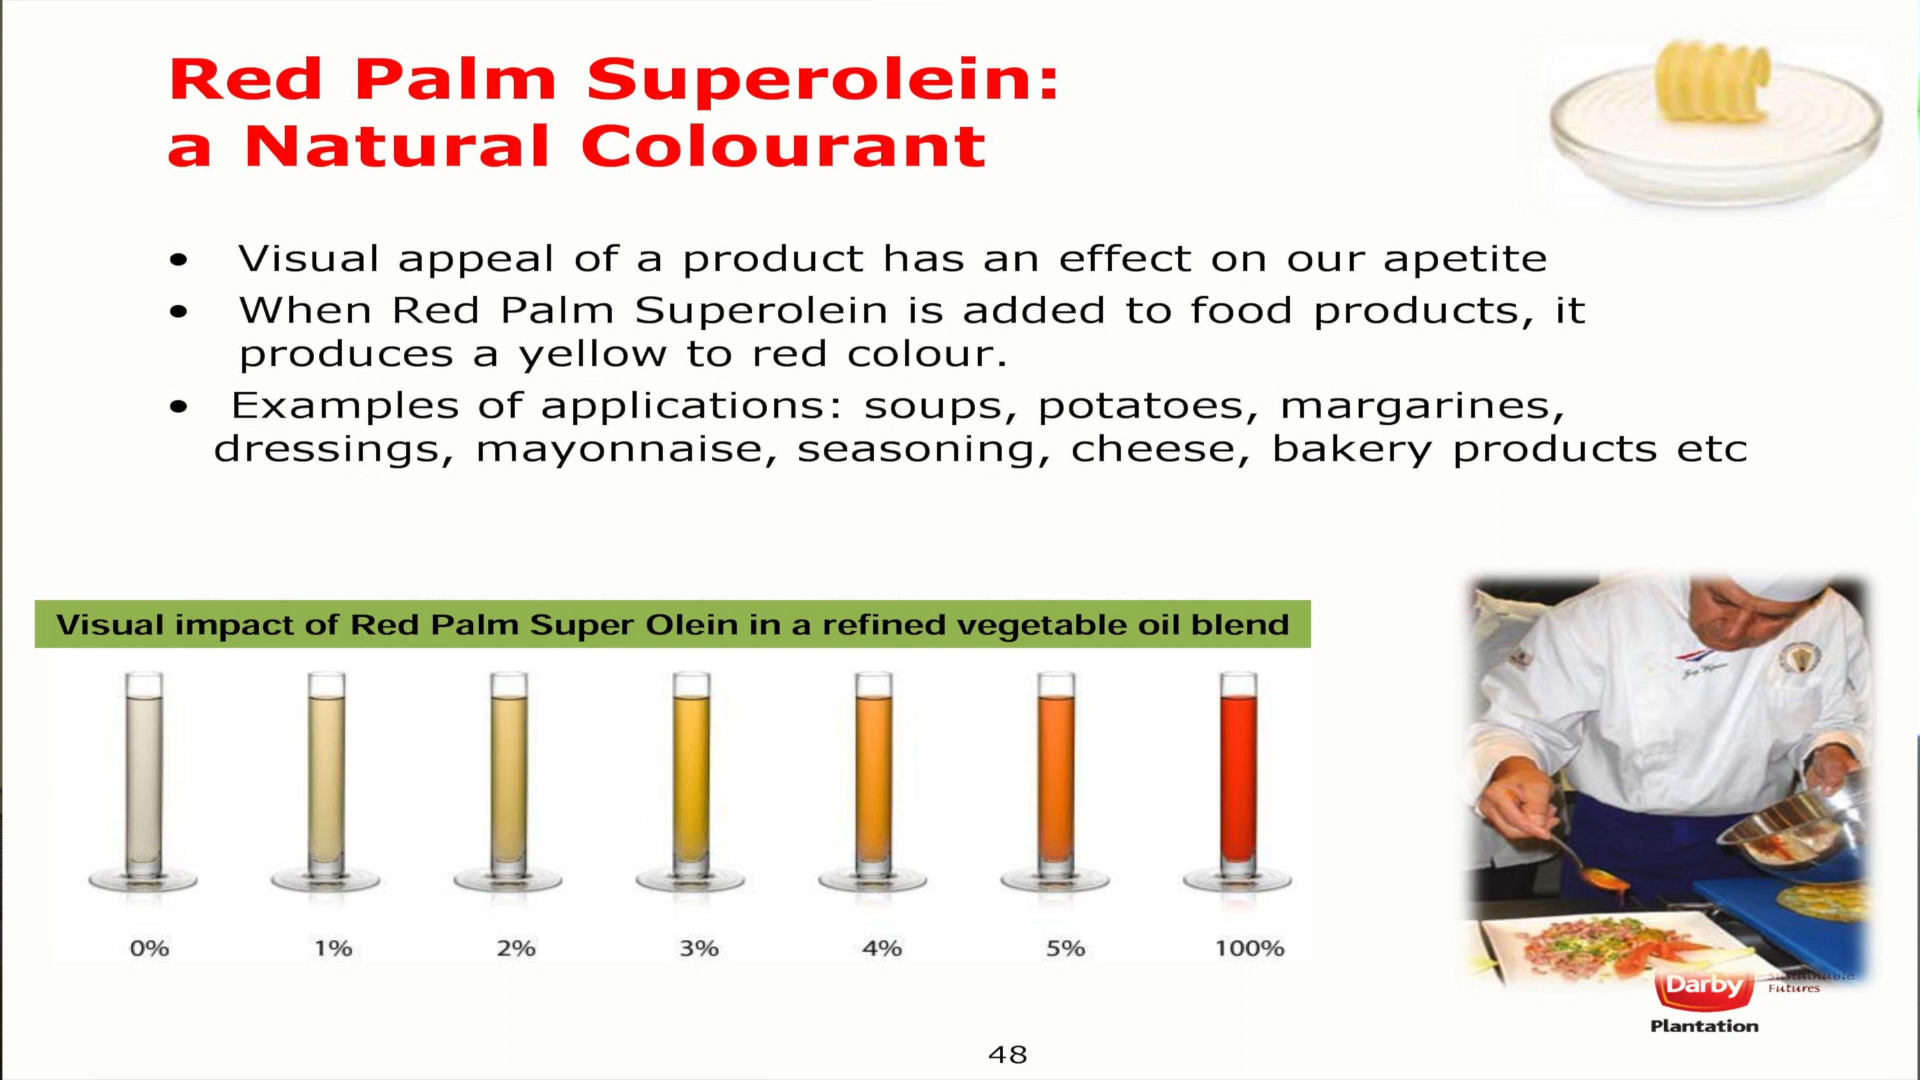 Red Palm Superolein:
a Natural Colourant
• Visual appeal of a product has an effect on our apetite
• When Red Palm Superolein is added to food products, it
produces a yellow to red colour.
• Examples of applications: soups, potatoes, margarines,
dressings, mayonnaise, seasoning, cheese, bakery products etc
Visual impact of Red Palm Super Olein in a refined vegetable oil blend
0% 1% 2% 3% 4% 5% 100%
Darby
Sustainable
Futures
Plantation
48